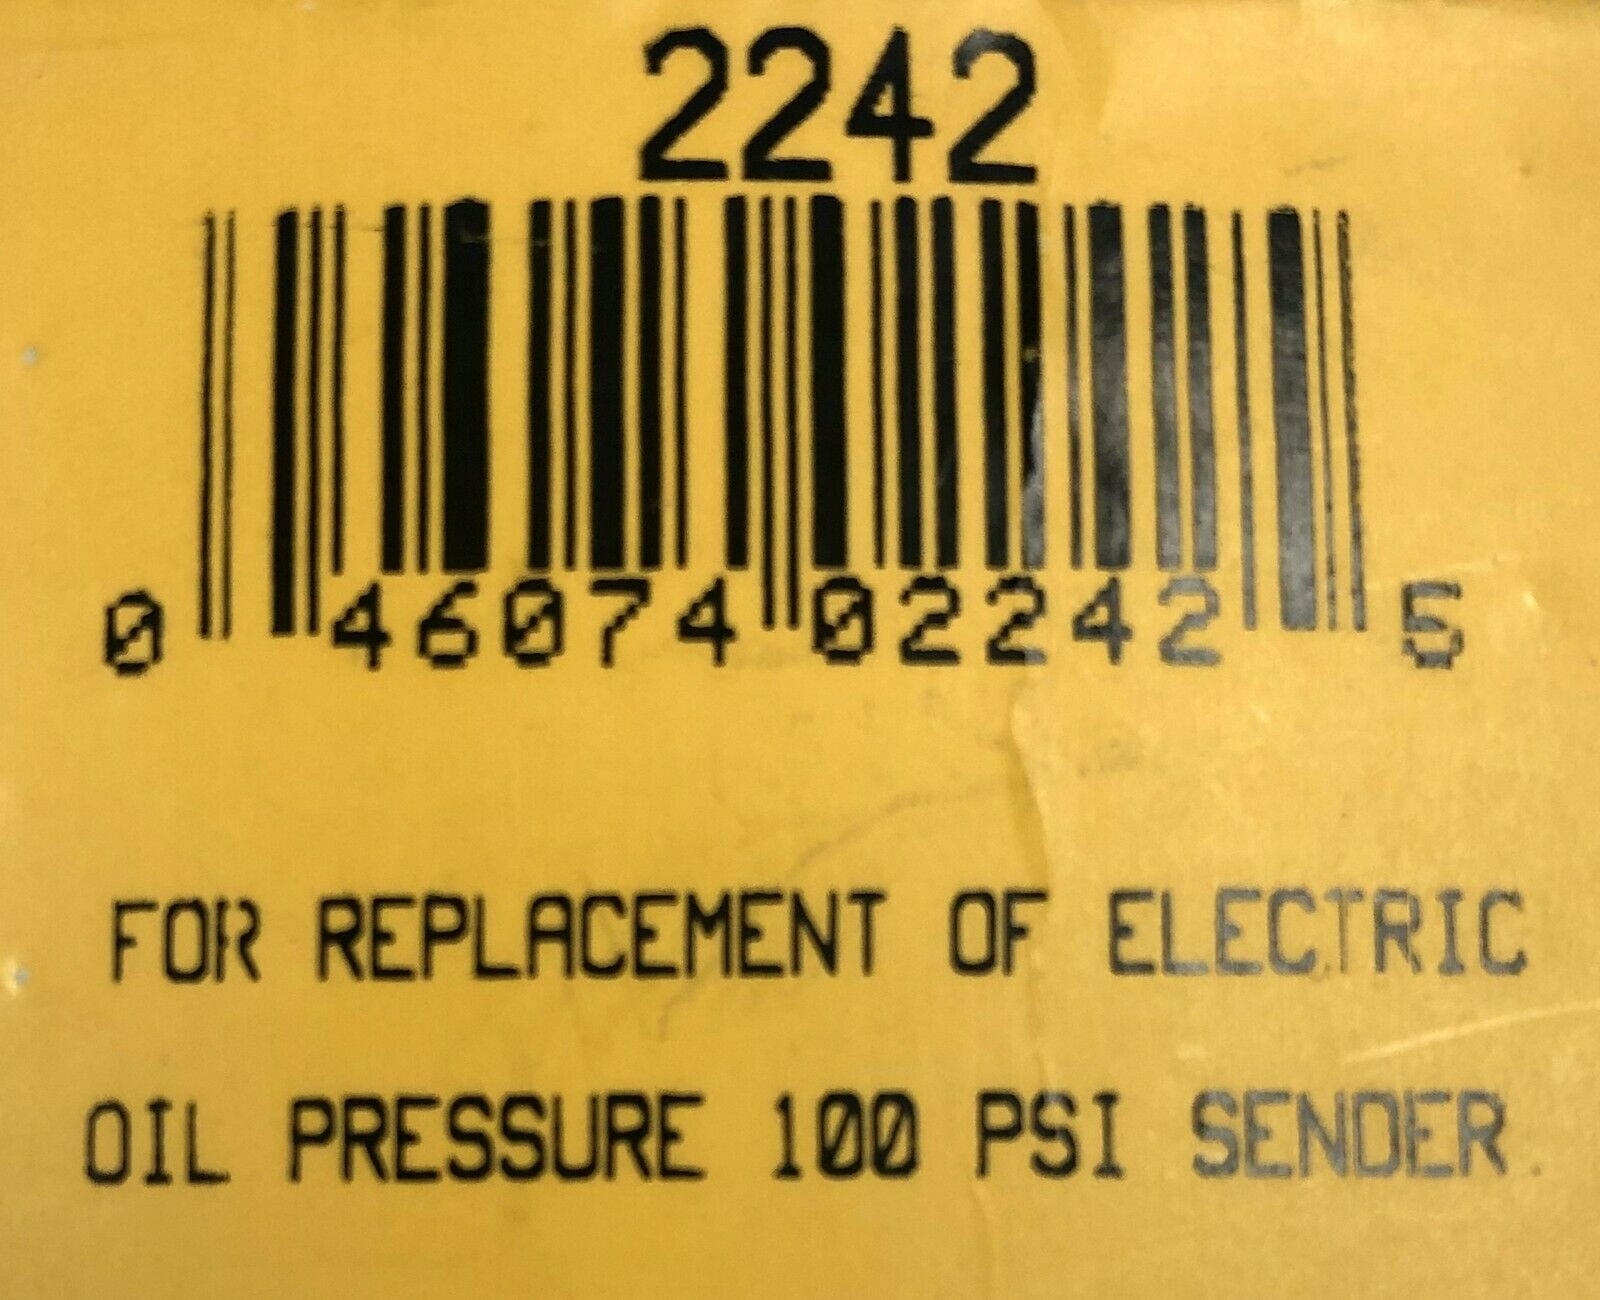 2242
0 46074 02242 5
FOR REPLACEMENT OF ELECTRIC
OIL PRESSURE 100 PSI SENDER